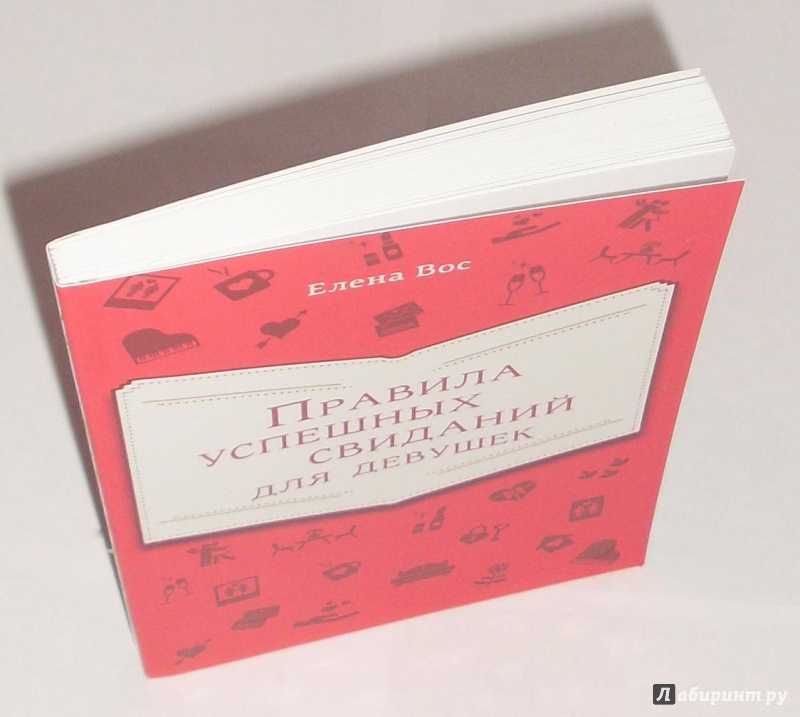 Елена Вос
Правила
успешных
свиданий
для девушек
Лабиринт.ру